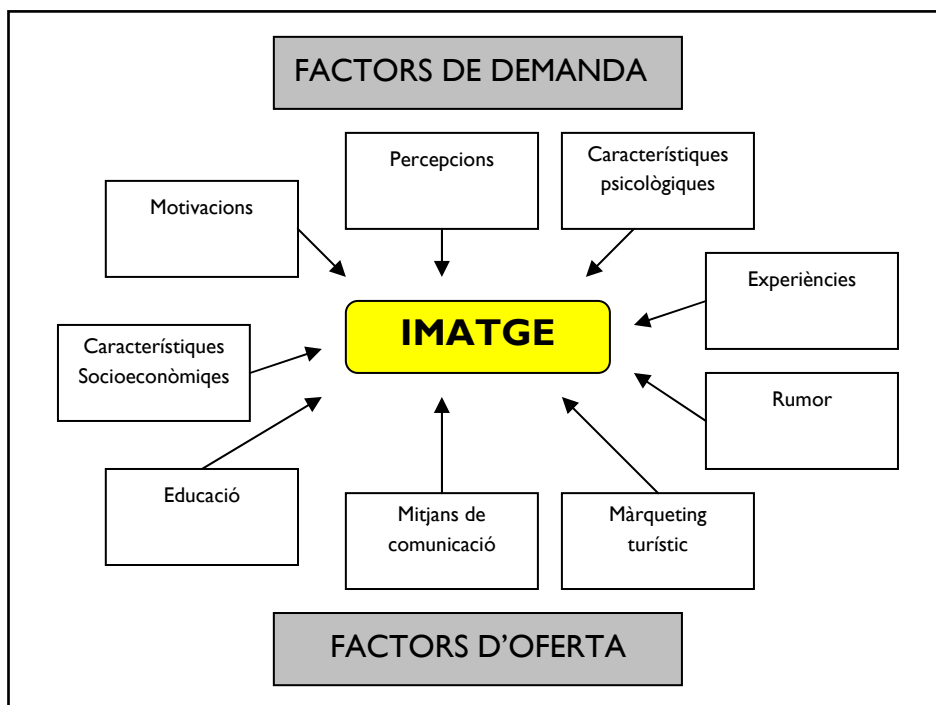 FACTORS DE DEMANDA
Percepcions
Característiques
psicològiques
Motivacions
Experiències
IMATGE
Característiques
Socioeconòmiqes
Rumor
Educació
Mitjans de
comunicació
Màrqueting
turístic
FACTORS D'OFERTA